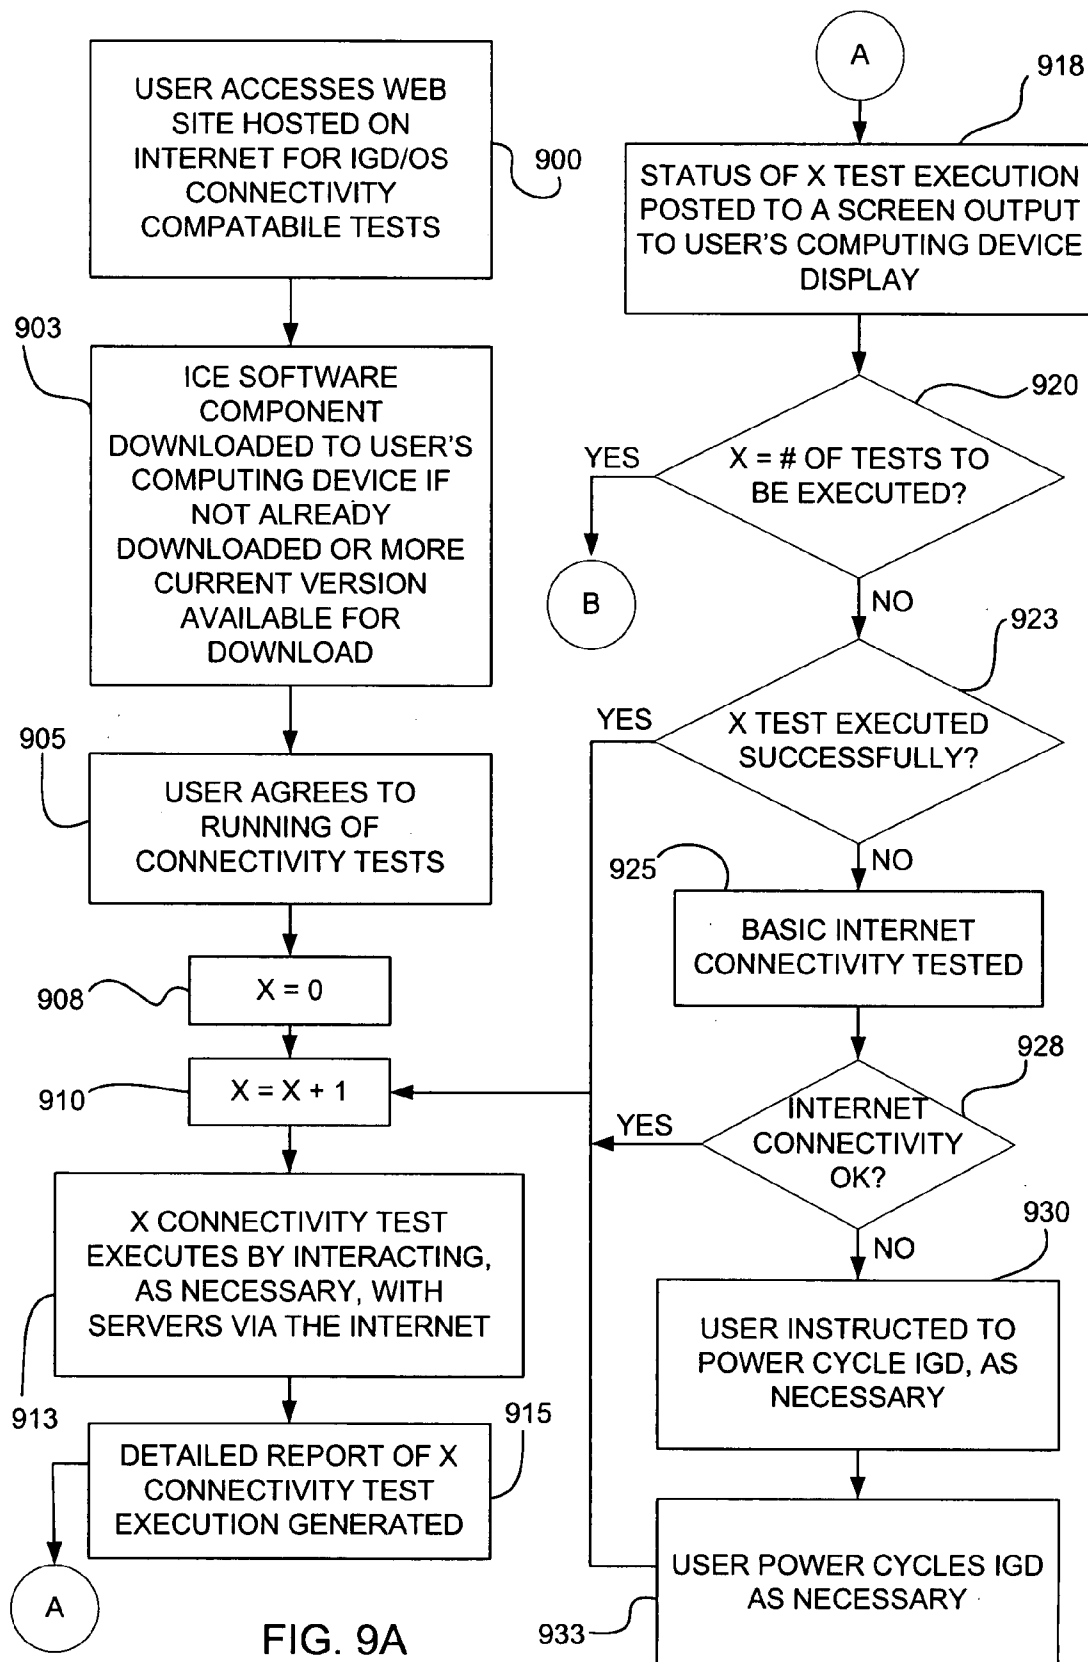 USER ACCESSES WEB
SITE HOSTED ON
INTERNET FOR IGD/OS
CONNECTIVITY
COMPATABILE TESTS
900
903
ICE SOFTWARE
COMPONENT
DOWNLOADED TO USER'S
COMPUTING DEVICE IF
NOT ALREADY
DOWNLOADED OR MORE
CURRENT VERSION
AVAILABLE FOR
DOWNLOAD
905
USER AGREES TO
RUNNING OF
CONNECTIVITY TESTS
908
X = 0
910
X = X + 1
X CONNECTIVITY TEST
EXECUTES BY INTERACTING,
AS NECESSARY, WITH
SERVERS VIA THE INTERNET
913
915
DETAILED REPORT OF X
CONNECTIVITY TEST
EXECUTION GENERATED
A
FIG. 9A
A
918
STATUS OF X TEST EXECUTION
POSTED TO A SCREEN OUTPUT
TO USER'S COMPUTING DEVICE
DISPLAY
920
YES
X = # OF TESTS TO
BE EXECUTED?
B
NO
923
YES
X TEST EXECUTED
SUCCESSFULLY?
NO
925
BASIC INTERNET
CONNECTIVITY TESTED
928
YES
INTERNET
CONNECTIVITY
OK?
930
NO
USER INSTRUCTED TO
POWER CYCLE IGD, AS
NECESSARY
USER POWER CYCLES IGD
AS NECESSARY
933